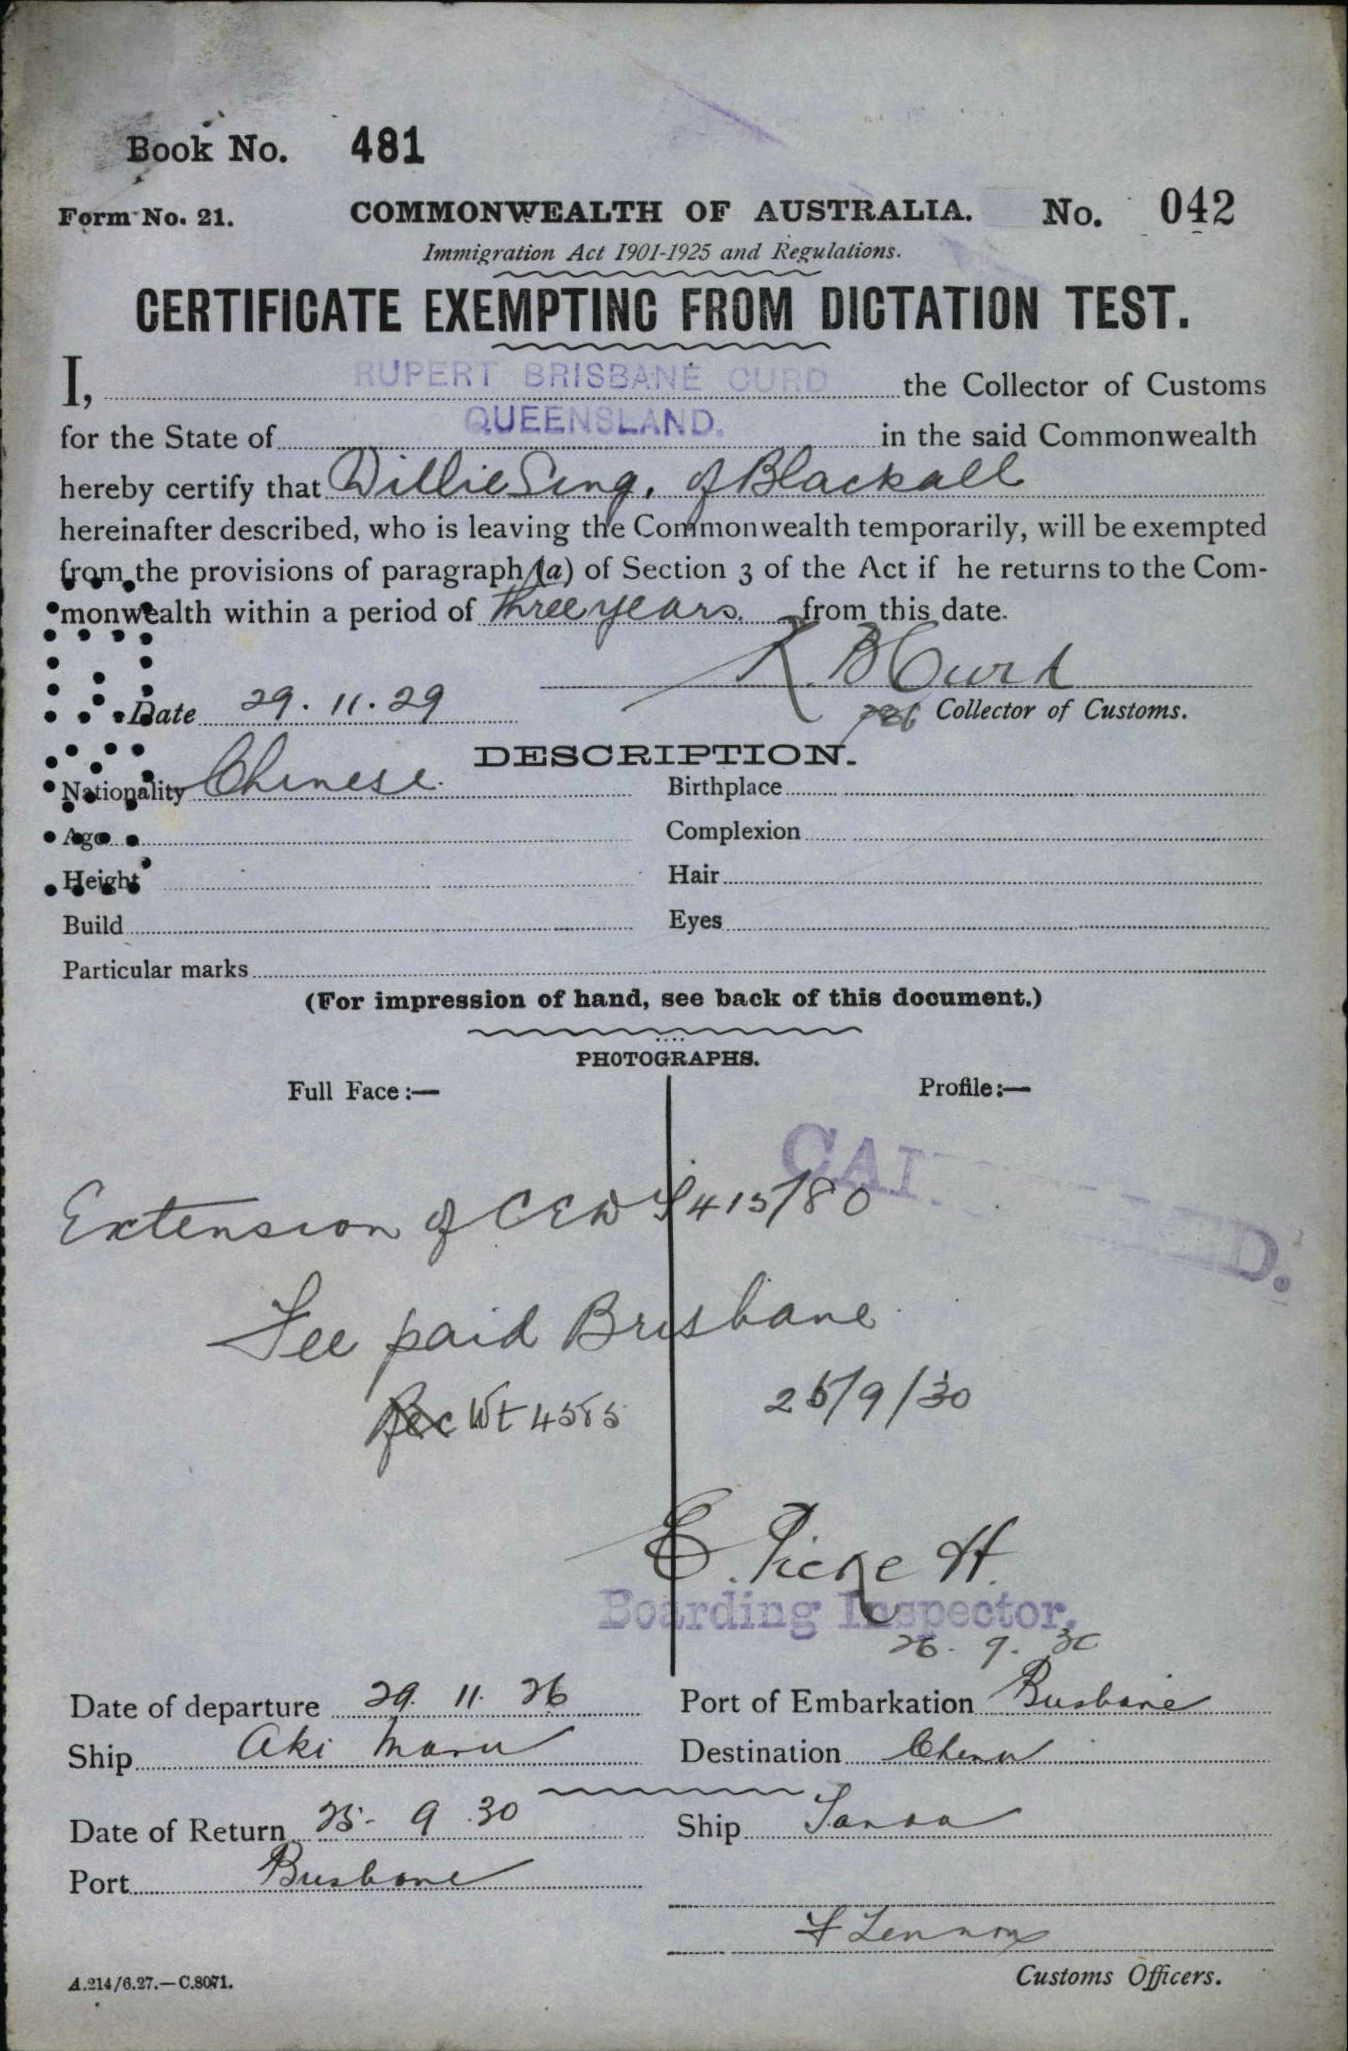 Book No. 481
Form No. 21. COMMONWEALTH OF AUSTRALIA. No. 042
Immigration Act 1901-1925 and Regulations.
CERTIFICATE EXEMPTING FROM DICTATION TEST.
I, RUPERT BRISBANE CURD the Collector of Customs
for the State of QUEENSLAND. in the said Commonwealth
hereby certify that Willie Sing, of Blackall
hereinafter described, who is leaving the Commonwealth temporarily, will be exempted
from the provisions of paragraph (a) of Section 3 of the Act if he returns to the Com-
monwealth within a period of three years. from this date.
R. B Curd
Date 29.11.29 Collector of Customs.
DESCRIPTION.
Nationality Chinese. Birthplace
Age Complexion
Height Hair
Build Eyes
Particular marks
(For impression of hand, see back of this document.)
PHOTOGRAPHS.
Full Face:— Profile:—
Extension of CEDT 415/80
Fee paid Brisbane
Wt 25/9/30
Boarding Inspector.
26. 9. 30
Date of departure 29. 11. 26 Port of Embarkation Brisbane
Ship Aki Maru Destination China
Date of Return 25. 9. 30 Ship Tanda
Port Brisbane
F Lennox
A.214/6.27.—C.8071. Customs Officers.